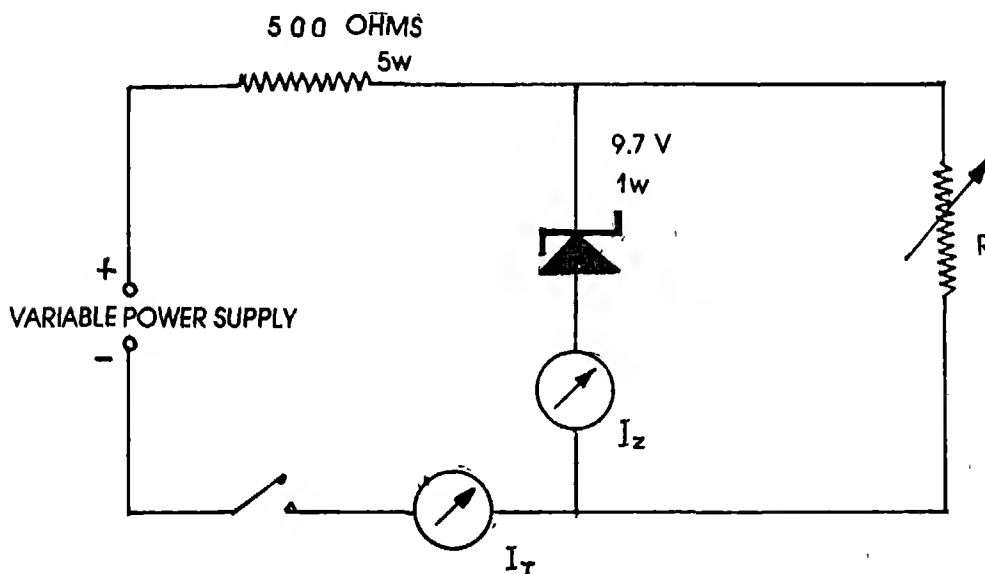 500 OHMS
5w
9.7 V
1w
R
+
VARIABLE POWER SUPPLY
-
Iz
IT